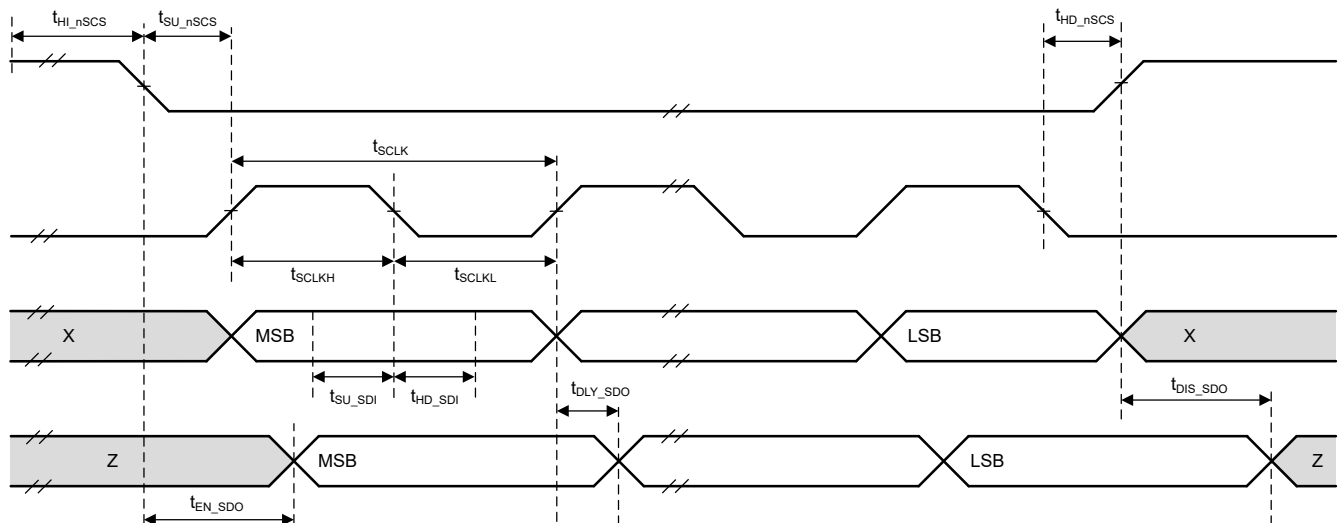 tHI_nSCS tSU_nSCS tHD_nSCS
tSCLK
tSCLKH tSCLKL
X MSB LSB X
tSU_SDI tHD_SDI tDLY_SDO tDIS_SDO
Z MSB LSB Z
tEN_SDO